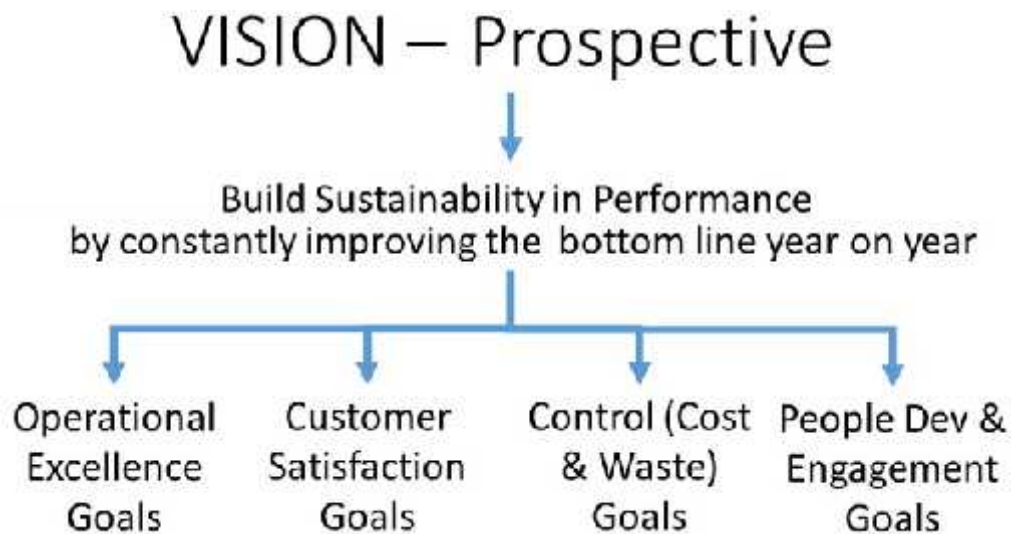 VISION – Prospective
Build Sustainability in Performance
by constantly improving the bottom line year on year
Operational
Excellence
Goals
Customer
Satisfaction
Goals
Control (Cost
& Waste)
Goals
People Dev &
Engagement
Goals